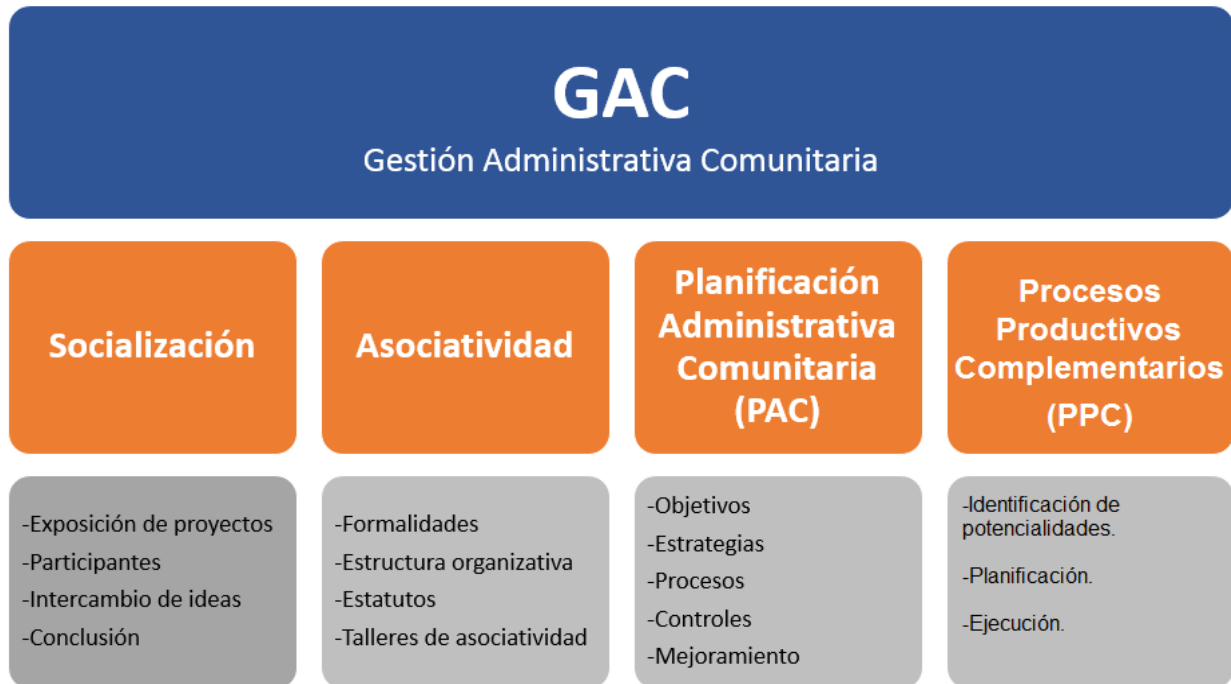 GAC
Gestión Administrativa Comunitaria
Socialización
Asociatividad
Planificación
Administrativa
Comunitaria
(PAC)
Procesos
Productivos
Complementarios
(PPC)
-Exposición de proyectos
-Participantes
-Intercambio de ideas
-Conclusión
-Formalidades
-Estructura organizativa
-Estatutos
-Talleres de asociatividad
-Objetivos
-Estrategias
-Procesos
-Controles
-Mejoramiento
-Identificación de
potencialidades.
-Planificación.
-Ejecución.